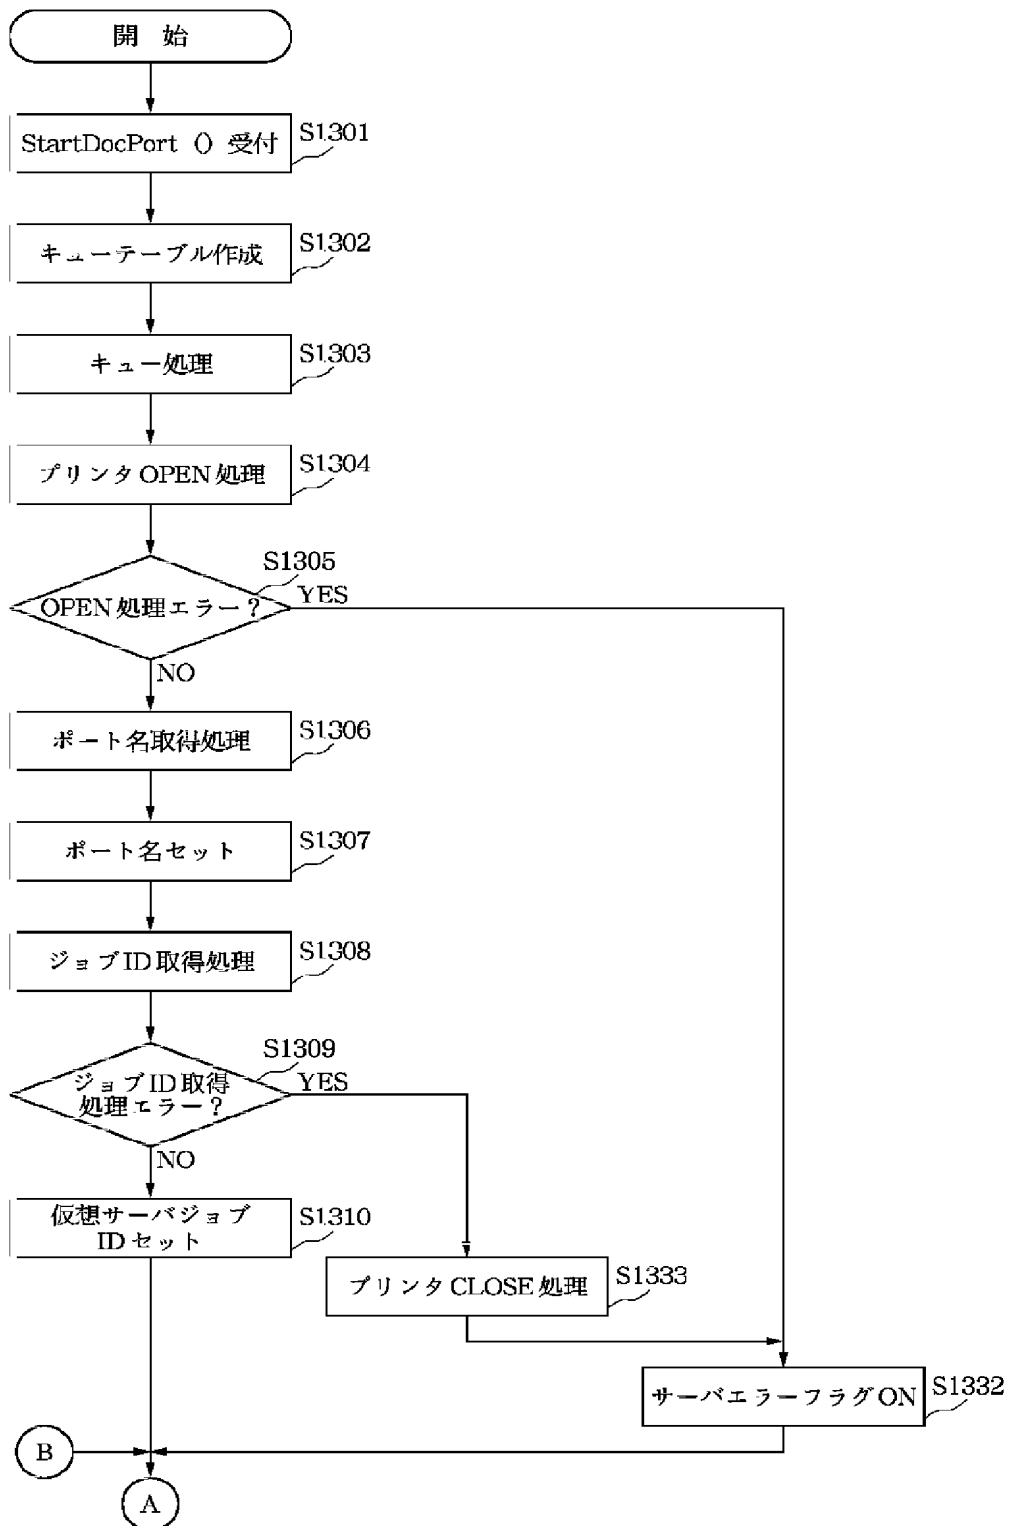 開 始
StartDocPort () 受付
S1301
キューテーブル作成
S1302
キュー処理
S1303
プリンタOPEN処理
S1304
S1305
OPEN処理エラー？
YES
NO
ポート名取得処理
S1306
ポート名セット
S1307
ジョブID取得処理
S1308
S1309
ジョブID取得
処理エラー？
YES
NO
仮想サーバジョブ
IDセット
S1310
プリンタCLOSE処理
S1333
サーバエラーフラグON
S1332
B
A